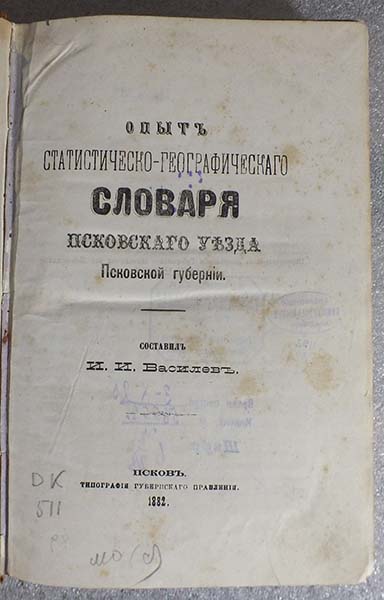 ОПЫТЪ
СТАТИСТИЧЕСКО-ГЕОГРАФИЧЕСКАГО
СЛОВАРЯ
ПСКОВСКАГО УѢЗДА
Псковской губерніи.
СОСТАВИЛЪ
И. И. Василевъ.
ПСКОВЪ.
ТИПОГРАФІЯ ГУБЕРНСКАГО ПРАВЛЕНІЯ.
1882.
DK
511